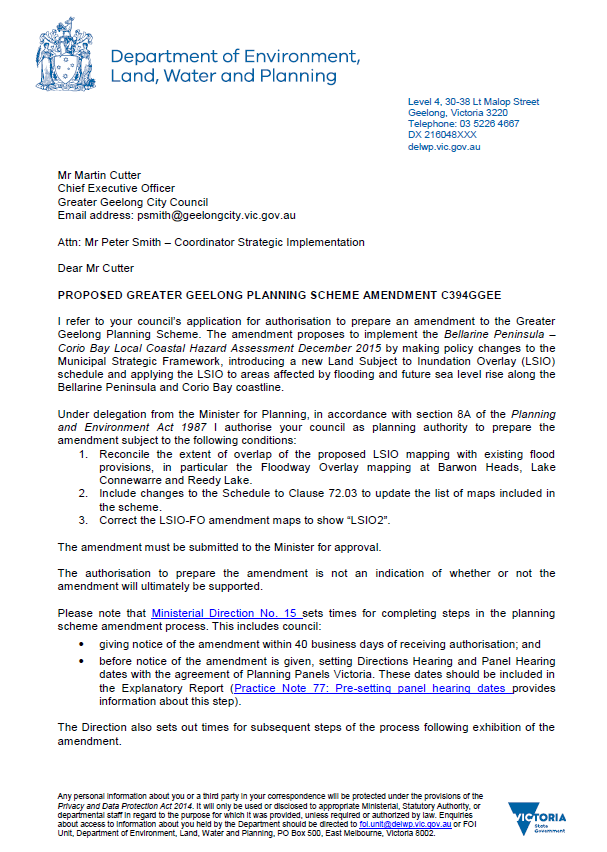 Department of Environment,
Land, Water and Planning
Level 4, 30-38 Lt Malop Street
Geelong, Victoria 3220
Telephone: 03 5226 4667
DX 216048XXX
delwp.vic.gov.au
Mr Martin Cutter
Chief Executive Officer
Greater Geelong City Council
Email address: psmith@geelongcity.vic.gov.au
Attn: Mr Peter Smith – Coordinator Strategic Implementation
Dear Mr Cutter
PROPOSED GREATER GEELONG PLANNING SCHEME AMENDMENT C394GGEE
I refer to your council's application for authorisation to prepare an amendment to the Greater
Geelong Planning Scheme. The amendment proposes to implement the Bellarine Peninsula –
Corio Bay Local Coastal Hazard Assessment December 2015 by making policy changes to the
Municipal Strategic Framework, introducing a new Land Subject to Inundation Overlay (LSIO)
schedule and applying the LSIO to areas affected by flooding and future sea level rise along the
Bellarine Peninsula and Corio Bay coastline.
Under delegation from the Minister for Planning, in accordance with section 8A of the Planning
and Environment Act 1987 I authorise your council as planning authority to prepare the
amendment subject to the following conditions:
1. Reconcile the extent of overlap of the proposed LSIO mapping with existing flood
provisions, in particular the Floodway Overlay mapping at Barwon Heads, Lake
Connewarre and Reedy Lake.
2. Include changes to the Schedule to Clause 72.03 to update the list of maps included in
the scheme.
3. Correct the LSIO-FO amendment maps to show “LSIO2”.
The amendment must be submitted to the Minister for approval.
The authorisation to prepare the amendment is not an indication of whether or not the
amendment will ultimately be supported.
Please note that Ministerial Direction No. 15 sets times for completing steps in the planning
scheme amendment process. This includes council:
• giving notice of the amendment within 40 business days of receiving authorisation; and
• before notice of the amendment is given, setting Directions Hearing and Panel Hearing
dates with the agreement of Planning Panels Victoria. These dates should be included in
the Explanatory Report (Practice Note 77: Pre-setting panel hearing dates provides
information about this step).
The Direction also sets out times for subsequent steps of the process following exhibition of the
amendment.
Any personal information about you or a third party in your correspondence will be protected under the provisions of the
Privacy and Data Protection Act 2014. It will only be used or disclosed to appropriate Ministerial, Statutory Authority, or
departmental staff in regard to the purpose for which it was provided, unless required or authorized by law. Enquiries
about access to information about you held by the Department should be directed to foi.unit@delwp.vic.gov.au or FOI
Unit, Department of Environment, Land, Water and Planning, PO Box 500, East Melbourne, Victoria 8002.
VICTORIA
State
Government